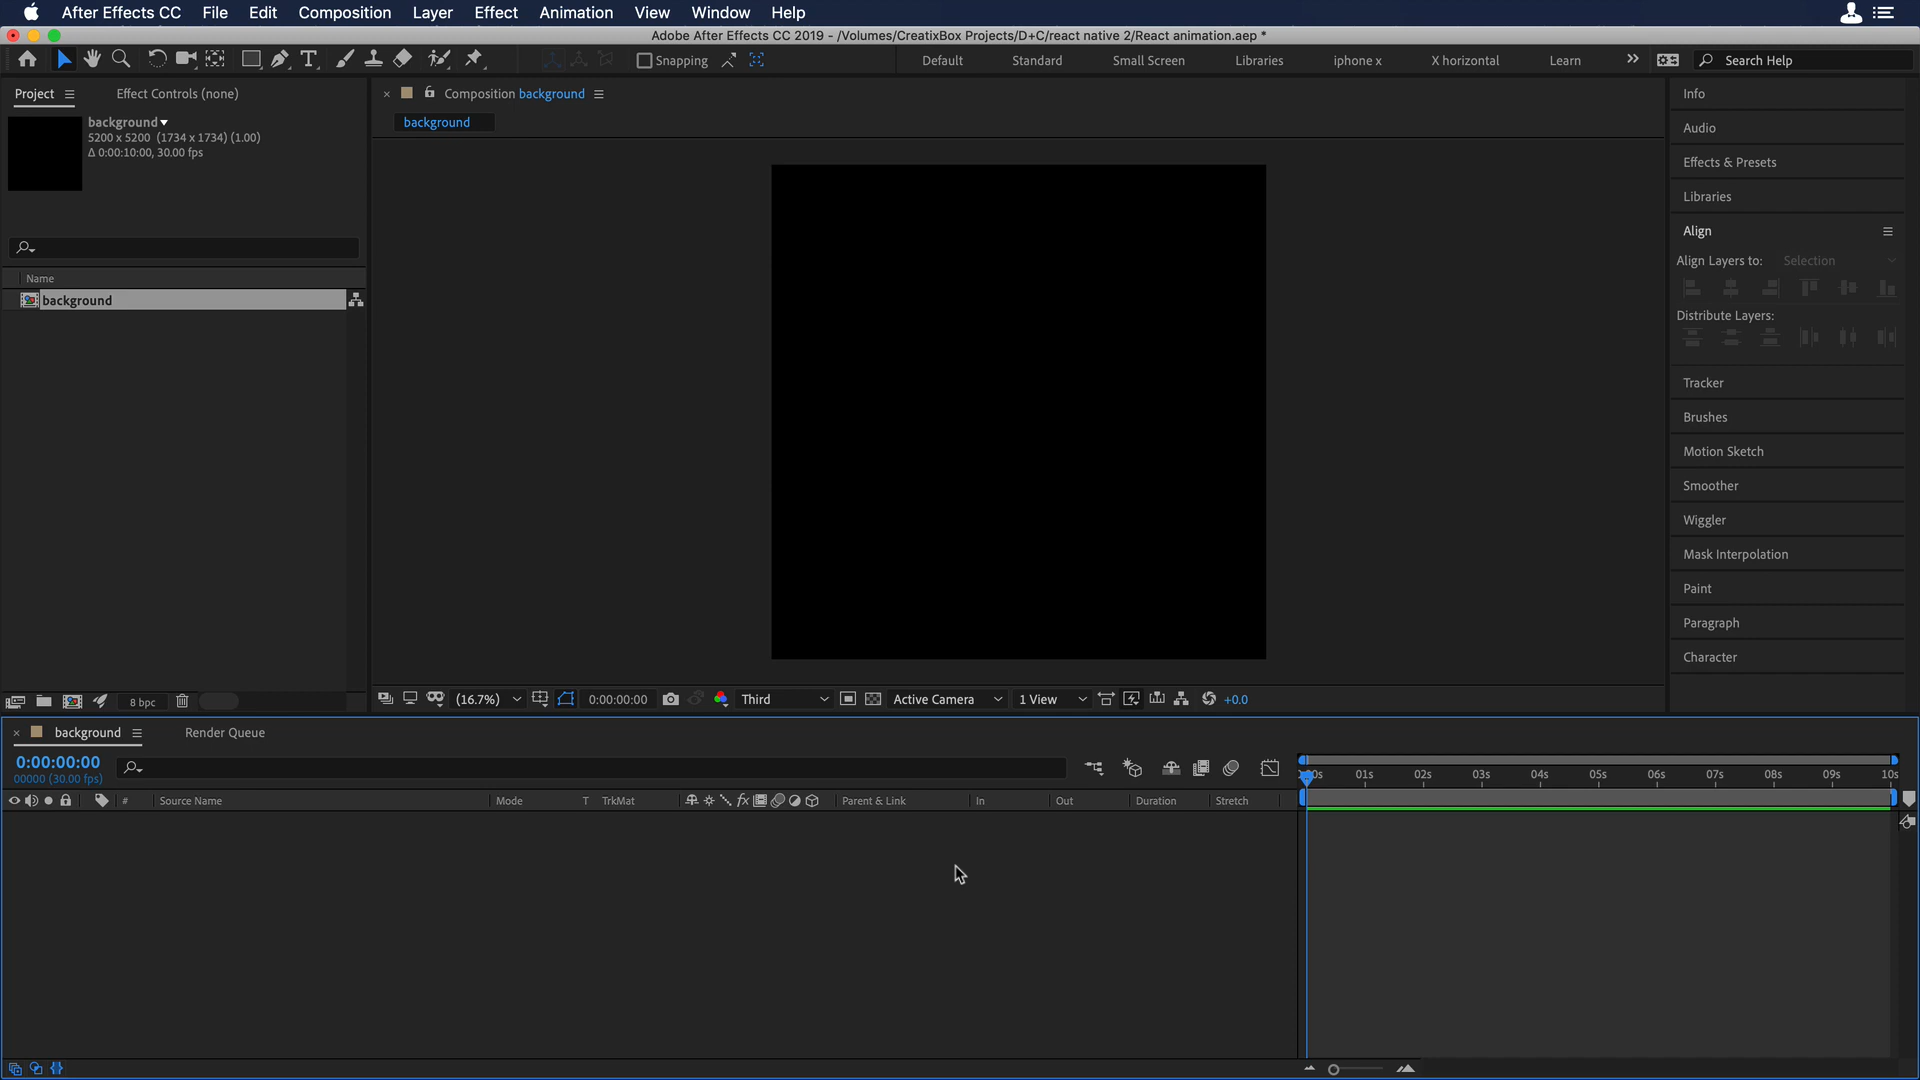 After Effects CC File Edit Composition Layer Effect Animation View Window Help
Adobe After Effects CC 2019 - /Volumes/CreatixBox Projects/D+C/react native 2/React animation.aep *
Snapping Default Standard Small Screen Libraries iphone x X horizontal Learn Search Help
Project Effect Controls (none)
background
5200 x 5200 (1734 x 1734) (1.00)
Δ 0:00:10:00, 30.00 fps
Name
background
8 bpc
Composition background
background
(16.7%) 0:00:00:00 Third Active Camera 1 View +0.0
Info
Audio
Effects & Presets
Libraries
Align
Align Layers to: Selection
Distribute Layers:
Tracker
Brushes
Motion Sketch
Smoother
Wiggler
Mask Interpolation
Paint
Paragraph
Character
background Render Queue
0:00:00:00
00000 (30.00 fps)
# Source Name Mode T TrkMat Parent & Link In Out Duration Stretch
01s 02s 03s 04s 05s 06s 07s 08s 09s 10s